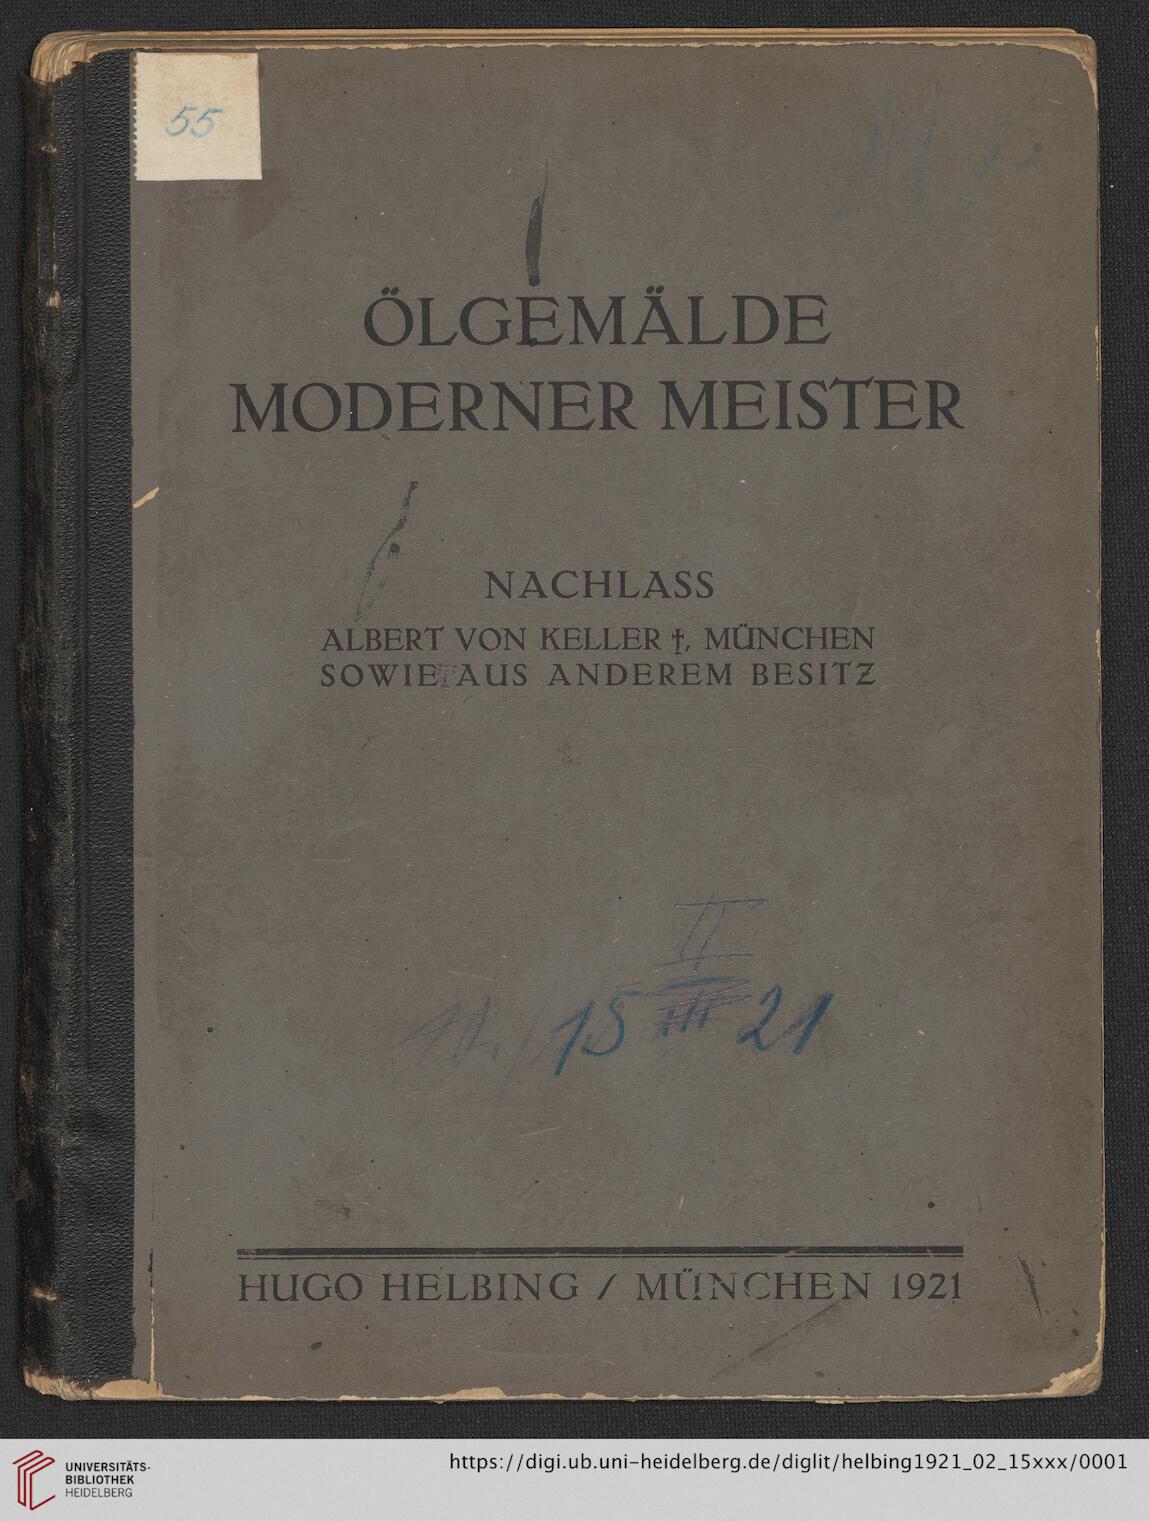 55
ÖLGEMÄLDE
MODERNER MEISTER
NACHLASS
ALBERT VON KELLER †, MÜNCHEN
SOWIE AUS ANDEREM BESITZ
II
15 III 21
HUGO HELBING / MÜNCHEN 1921
UNIVERSITÄTS-
BIBLIOTHEK
HEIDELBERG
https://digi.ub.uni-heidelberg.de/diglit/helbing1921_02_15xxx/0001